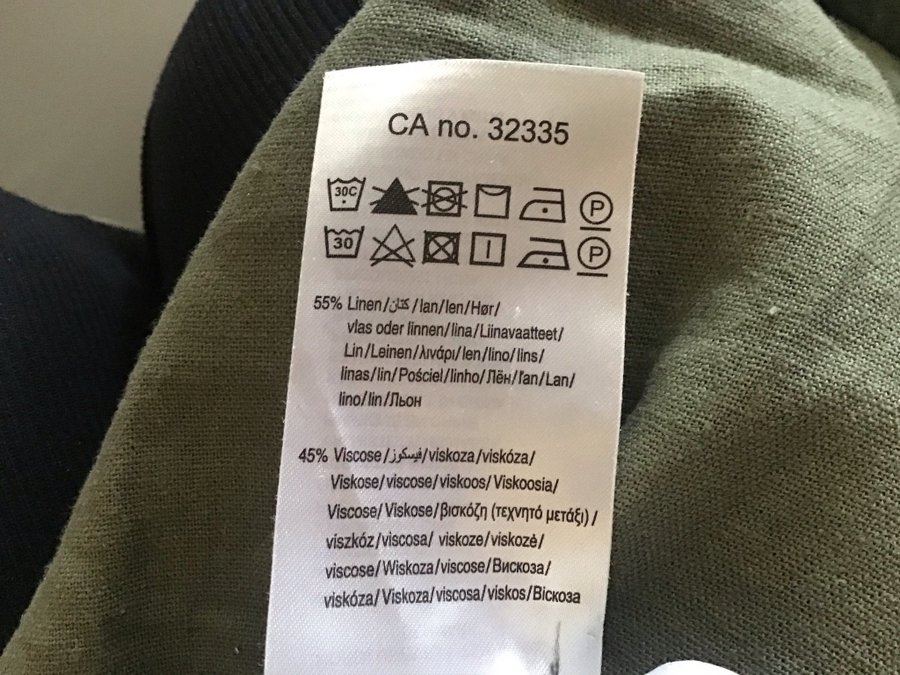 CA no. 32335
30C P
30 P
55% Linen/كتان/lan/len/Hør/
vlas oder linnen/lina/Liinavaatteet/
Lin/Leinen/λινάρι/len/lino/lins/
linas/lin/Pościel/linho/Лён/ľan/Lan/
lino/lin/Льон
45% Viscose/فيسكوز/viskoza/viskóza/
Viskose/viscose/viskoos/Viskoosia/
Viscose/Viskose/βισκόζη (τεχνητό μετάξι)/
viszkóz/viscosa/ viskoze/viskozė/
viscose/Wiskoza/viscose/Вискоза/
viskóza/Viskoza/viscosa/viskos/Віскоза